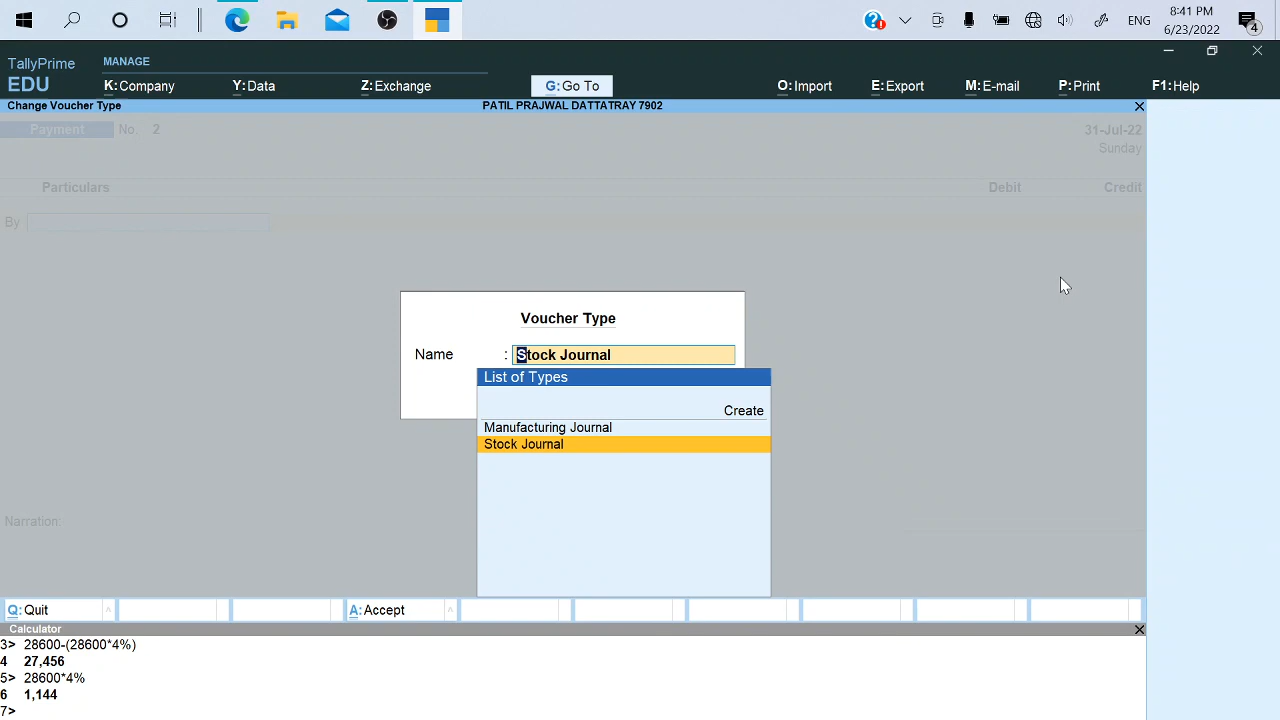 ENG
8:41 PM
6/23/2022
4
TallyPrime
EDU
MANAGE
K:Company
Y:Data
Z:Exchange
G:Go To
O:Import
E:Export
M:E-mail
P:Print
F1:Help
Change Voucher Type
PATIL PRAJWAL DATTATRAY 7902
Payment No. 2
31-Jul-22
Sunday
Particulars
Debit
Credit
By
Voucher Type
Name : Stock Journal
List of Types
Create
Manufacturing Journal
Stock Journal
Narration:
Q:Quit
A:Accept
Calculator
3> 28600-(28600*4%)
4 27,456
5> 28600*4%
6 1,144
7>